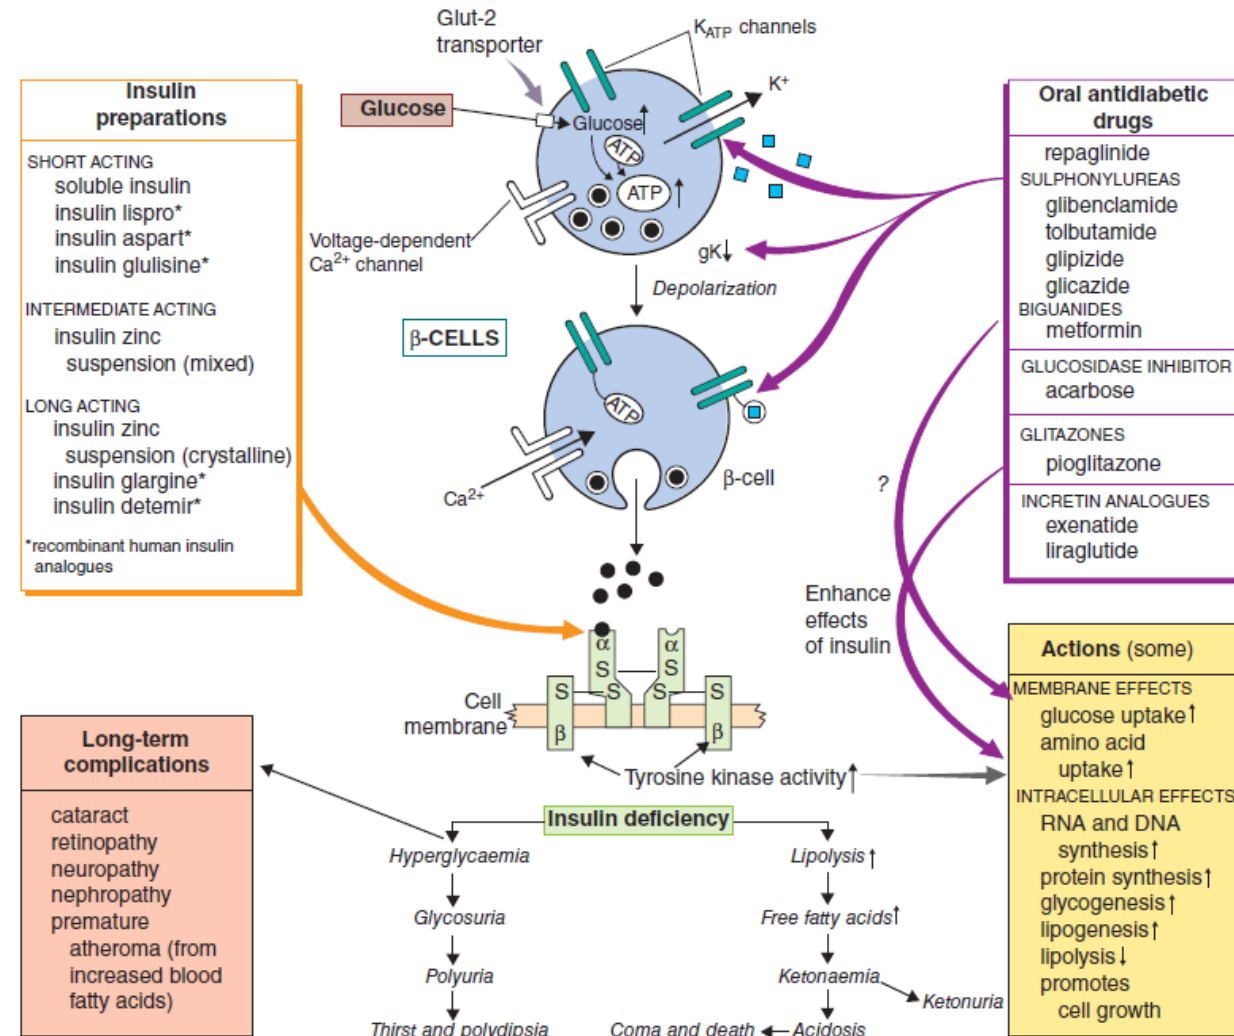 Glut-2
transporter
K_ATP channels
K⁺
Glucose
Glucose↑
ATP
ATP ↑
Voltage-dependent
Ca²⁺ channel
gK↓
Depolarization
β-CELLS
ATP
Ca²⁺
β-cell
Insulin
preparations
SHORT ACTING
soluble insulin
insulin lispro*
insulin aspart*
insulin glulisine*
INTERMEDIATE ACTING
insulin zinc
suspension (mixed)
LONG ACTING
insulin zinc
suspension (crystalline)
insulin glargine*
insulin detemir*
*recombinant human insulin
analogues
Oral antidiabetic
drugs
repaglinide
SULPHONYLUREAS
glibenclamide
tolbutamide
glipizide
glicazide
BIGUANIDES
metformin
GLUCOSIDASE INHIBITOR
acarbose
GLITAZONES
pioglitazone
INCRETIN ANALOGUES
exenatide
liraglutide
?
Enhance
effects
of insulin
α α
S S
S S S S
β β
Cell
membrane
Tyrosine kinase activity↑
Actions (some)
MEMBRANE EFFECTS
glucose uptake↑
amino acid
uptake↑
INTRACELLULAR EFFECTS
RNA and DNA
synthesis↑
protein synthesis↑
glycogenesis↑
lipogenesis↑
lipolysis↓
promotes
cell growth
Long-term
complications
cataract
retinopathy
neuropathy
nephropathy
premature
atheroma (from
increased blood
fatty acids)
Insulin deficiency
Hyperglycaemia
Glycosuria
Polyuria
Thirst and polydipsia
Lipolysis↑
Free fatty acids↑
Ketonaemia
Ketonuria
Coma and death
Acidosis